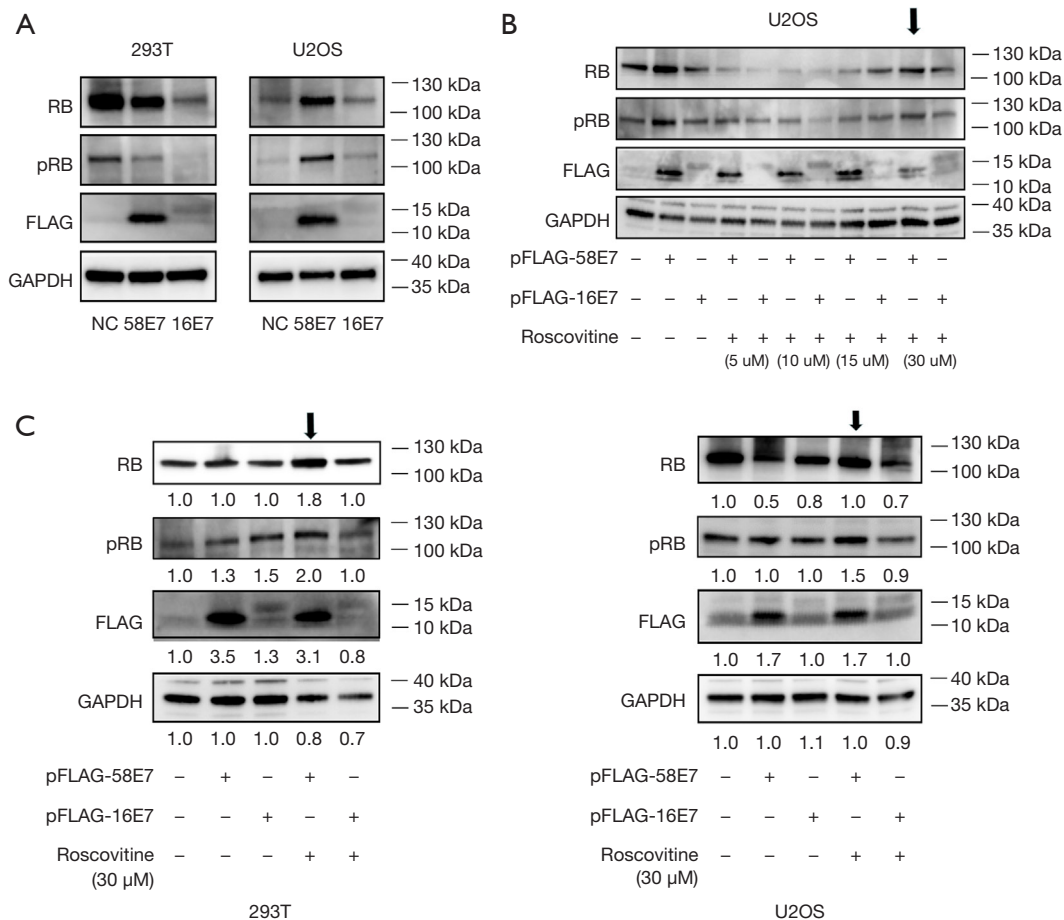 A
293T
U2OS
RB
— 130 kDa
— 100 kDa
pRB
— 130 kDa
— 100 kDa
FLAG
— 15 kDa
— 10 kDa
GAPDH
— 40 kDa
— 35 kDa
NC 58E7 16E7
NC 58E7 16E7
B
U2OS
RB
— 130 kDa
— 100 kDa
pRB
— 130 kDa
— 100 kDa
FLAG
— 15 kDa
— 10 kDa
GAPDH
— 40 kDa
— 35 kDa
pFLAG-58E7 – + – + – + – + – + –
pFLAG-16E7 – – + – + – + – + – +
Roscovitine – – – + + + + + + + +
(5 uM) (10 uM) (15 uM) (30 uM)
C
RB
— 130 kDa
— 100 kDa
1.0 1.0 1.0 1.8 1.0
pRB
— 130 kDa
— 100 kDa
1.0 1.3 1.5 2.0 1.0
FLAG
— 15 kDa
— 10 kDa
1.0 3.5 1.3 3.1 0.8
GAPDH
— 40 kDa
— 35 kDa
1.0 1.0 1.0 0.8 0.7
pFLAG-58E7 – + – + –
pFLAG-16E7 – – + – +
Roscovitine – – – + +
(30 μM)
293T
RB
— 130 kDa
— 100 kDa
1.0 0.5 0.8 1.0 0.7
pRB
— 130 kDa
— 100 kDa
1.0 1.0 1.0 1.5 0.9
FLAG
— 15 kDa
— 10 kDa
1.0 1.7 1.0 1.7 1.0
GAPDH
— 40 kDa
— 35 kDa
1.0 1.0 1.1 1.0 0.9
pFLAG-58E7 – + – + –
pFLAG-16E7 – – + – +
Roscovitine – – – + +
(30 μM)
U2OS